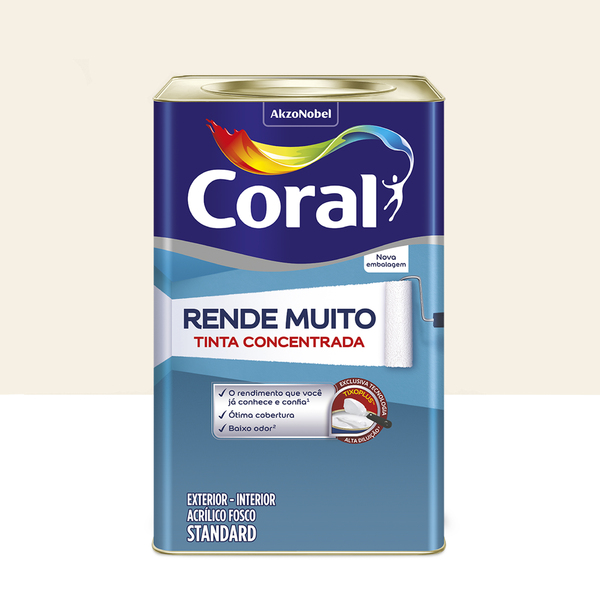 AkzoNobel
Coral
Nova
embalagem
RENDE MUITO
TINTA CONCENTRADA
O rendimento que você
já conhece e confia¹
Ótima cobertura
Baixo odor²
EXCLUSIVA TECNOLOGIA
TIXOPLUS
ALTA DILUIÇÃO
EXTERIOR - INTERIOR
ACRÍLICO FOSCO
STANDARD